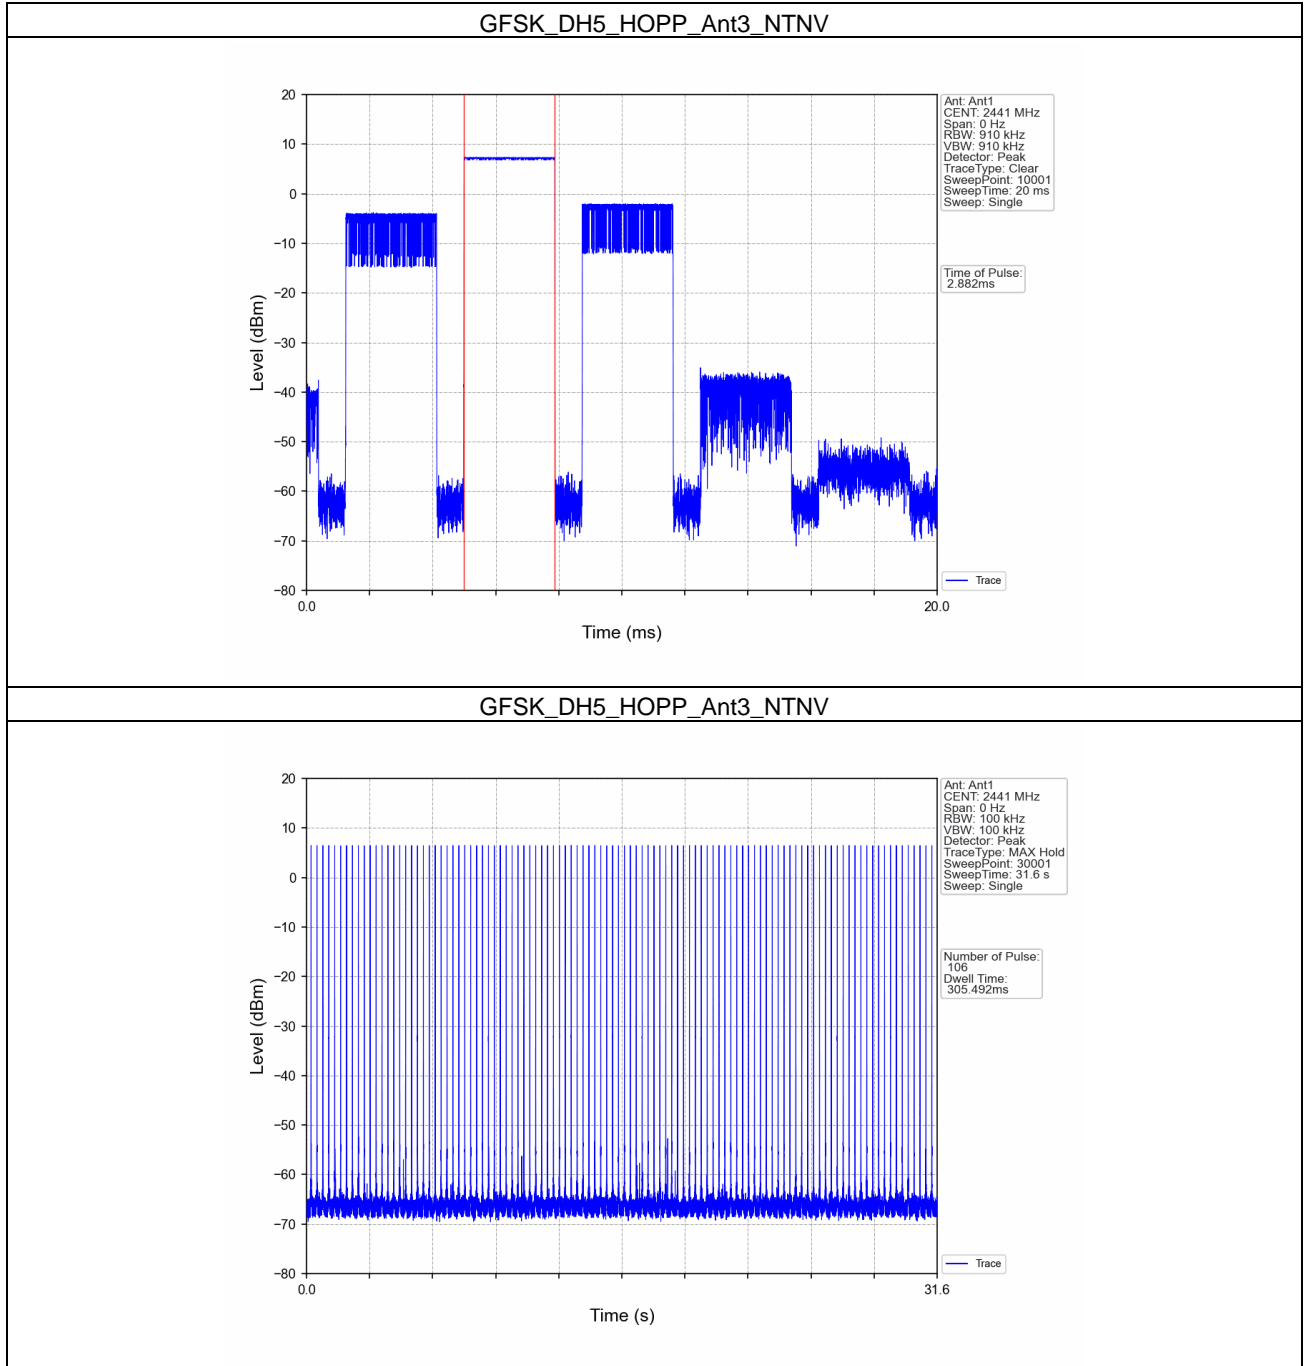 GFSK_DH5_HOPP_Ant3_NTNV
20
10
0
−10
−20
−30
−40
−50
−60
−70
−80
Level (dBm)
0.0
20.0
Time (ms)
Ant: Ant1
CENT: 2441 MHz
Span: 0 Hz
RBW: 910 kHz
VBW: 910 kHz
Detector: Peak
TraceType: Clear
SweepPoint: 10001
SweepTime: 20 ms
Sweep: Single
Time of Pulse:
2.882ms
Trace
GFSK_DH5_HOPP_Ant3_NTNV
20
10
0
−10
−20
−30
−40
−50
−60
−70
−80
Level (dBm)
0.0
31.6
Time (s)
Ant: Ant1
CENT: 2441 MHz
Span: 0 Hz
RBW: 100 kHz
VBW: 100 kHz
Detector: Peak
TraceType: MAX Hold
SweepPoint: 30001
SweepTime: 31.6 s
Sweep: Single
Number of Pulse:
106
Dwell Time:
305.492ms
Trace